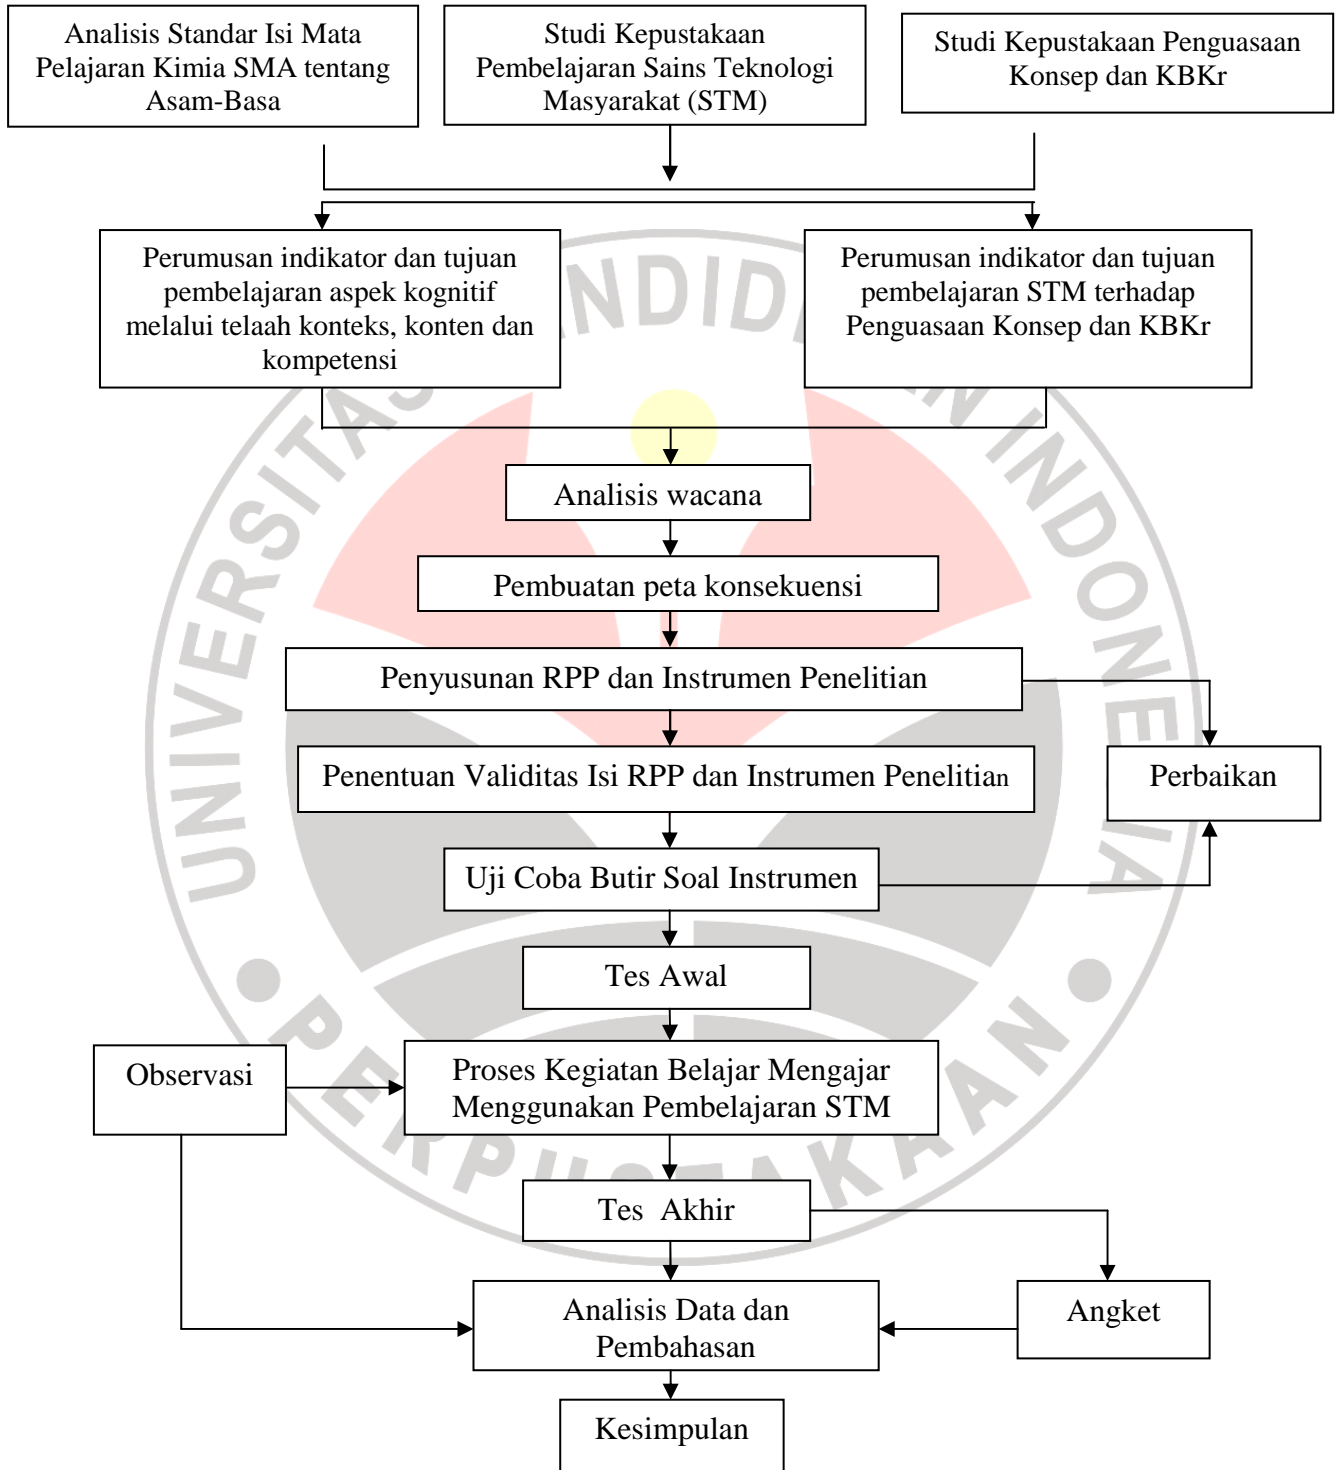 Analisis Standar Isi Mata
Pelajaran Kimia SMA tentang
Asam-Basa
Studi Kepustakaan
Pembelajaran Sains Teknologi
Masyarakat (STM)
Studi Kepustakaan Penguasaan
Konsep dan KBKr
Perumusan indikator dan tujuan
pembelajaran aspek kognitif
melalui telaah konteks, konten dan
kompetensi
Perumusan indikator dan tujuan
pembelajaran STM terhadap
Penguasaan Konsep dan KBKr
Analisis wacana
Pembuatan peta konsekuensi
Penyusunan RPP dan Instrumen Penelitian
Penentuan Validitas Isi RPP dan Instrumen Penelitian
Perbaikan
Uji Coba Butir Soal Instrumen
Tes Awal
Observasi
Proses Kegiatan Belajar Mengajar
Menggunakan Pembelajaran STM
Tes Akhir
Analisis Data dan
Pembahasan
Angket
Kesimpulan
UNIVERSITAS PENDIDIKAN INDONESIA
PERPUSTAKAAN